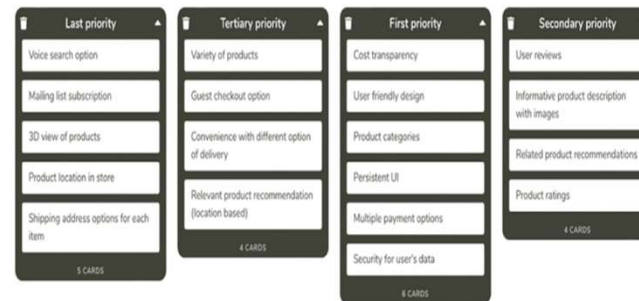 Last priority
Voice search option
Mailing list subscription
3D view of products
Product location in store
Shipping address options for each
item
5 CARDS
Tertiary priority
Variety of products
Guest checkout option
Convenience with different option
of delivery
Relevant product recommendation
(location based)
4 CARDS
First priority
Cost transparency
User friendly design
Product categories
Persistent UI
Multiple payment options
Security for user's data
6 CARDS
Secondary priority
User reviews
Informative product description
with images
Related product recommendations
Product ratings
4 CARDS